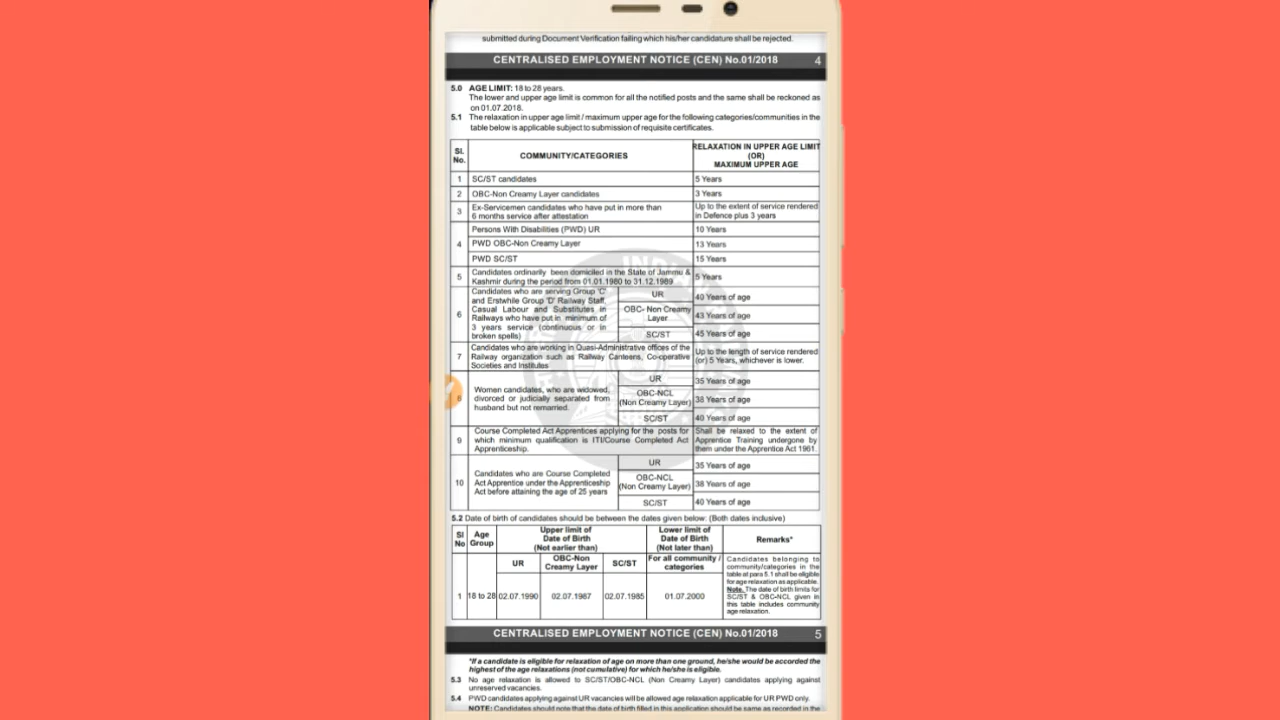 submitted during Document Verification failing which his/her candidature shall be rejected.
CENTRALISED EMPLOYMENT NOTICE (CEN) No.01/2018 4
5.0 AGE LIMIT: 18 to 28 years.
The lower and upper age limit is common for all the notified posts and the same shall be reckoned as
on 01.07.2018.
5.1 The relaxation in upper age limit / maximum upper age for the following categories/communities in the
table below is applicable subject to submission of requisite certificates.
Sl. No. COMMUNITY/CATEGORIES RELAXATION IN UPPER AGE LIMIT
(OR)
MAXIMUM UPPER AGE
1 SC/ST candidates 5 Years
2 OBC-Non Creamy Layer candidates 3 Years
3 Ex-Servicemen candidates who have put in more than
6 months service after attestation
Up to the extent of service rendered
in Defence plus 3 years
4 Persons With Disabilities (PWD) UR 10 Years
PWD OBC-Non Creamy Layer 13 Years
PWD SC/ST 15 Years
5 Candidates ordinarily been domiciled in the State of Jammu &
Kashmir during the period from 01.01.1980 to 31.12.1989
5 Years
6 Candidates who are serving Group 'C'
and Erstwhile Group 'D' Railway Staff,
Casual Labour and Substitutes in
Railways who have put in minimum of
3 years service (continuous or in
broken spells)
UR 40 Years of age
OBC- Non Creamy
Layer
43 Years of age
SC/ST 45 Years of age
7 Candidates who are working in Quasi-Administrative offices of the
Railway organization such as Railway Canteens, Co-operative
Societies and Institutes
Up to the length of service rendered
(or) 5 Years, whichever is lower.
8 Women candidates, who are widowed,
divorced or judicially separated from
husband but not remarried.
UR 35 Years of age
OBC-NCL
(Non Creamy Layer)
38 Years of age
SC/ST 40 Years of age
9 Course Completed Act Apprentices applying for the posts for
which minimum qualification is ITI/Course Completed Act
Apprenticeship.
Shall be relaxed to the extent of
Apprentice Training undergone by
them under the Apprentice Act 1961.
10 Candidates who are Course Completed
Act Apprentice under the Apprenticeship
Act before attaining the age of 25 years
UR 35 Years of age
OBC-NCL
(Non Creamy Layer)
38 Years of age
SC/ST 40 Years of age
5.2 Date of birth of candidates should be between the dates given below: (Both dates inclusive)
Sl No Age Group
Upper limit of
Date of Birth
(Not earlier than)
Lower limit of
Date of Birth
(Not later than)
Remarks*
UR OBC-Non
Creamy Layer
SC/ST For all community /
categories
1 18 to 28 02.07.1990 02.07.1987 02.07.1985 01.07.2000
Candidates belonging to
community/categories in the
table at para 5.1 shall be eligible
for age relaxation as applicable.
Note. The date of birth limits for
SC/ST & OBC-NCL given in
this table includes community
age relaxation.
CENTRALISED EMPLOYMENT NOTICE (CEN) No.01/2018 5
*If a candidate is eligible for relaxation of age on more than one ground, he/she would be accorded the
highest of the age relaxations (not cumulative) for which he/she is eligible.
5.3 No age relaxation is allowed to SC/ST/OBC-NCL (Non Creamy Layer) candidates applying against
unreserved vacancies.
5.4 PWD candidates applying against UR vacancies will be allowed age relaxation applicable for UR PWD only.
NOTE: Candidates should note that the date of birth filled in this application should be same as recorded in the